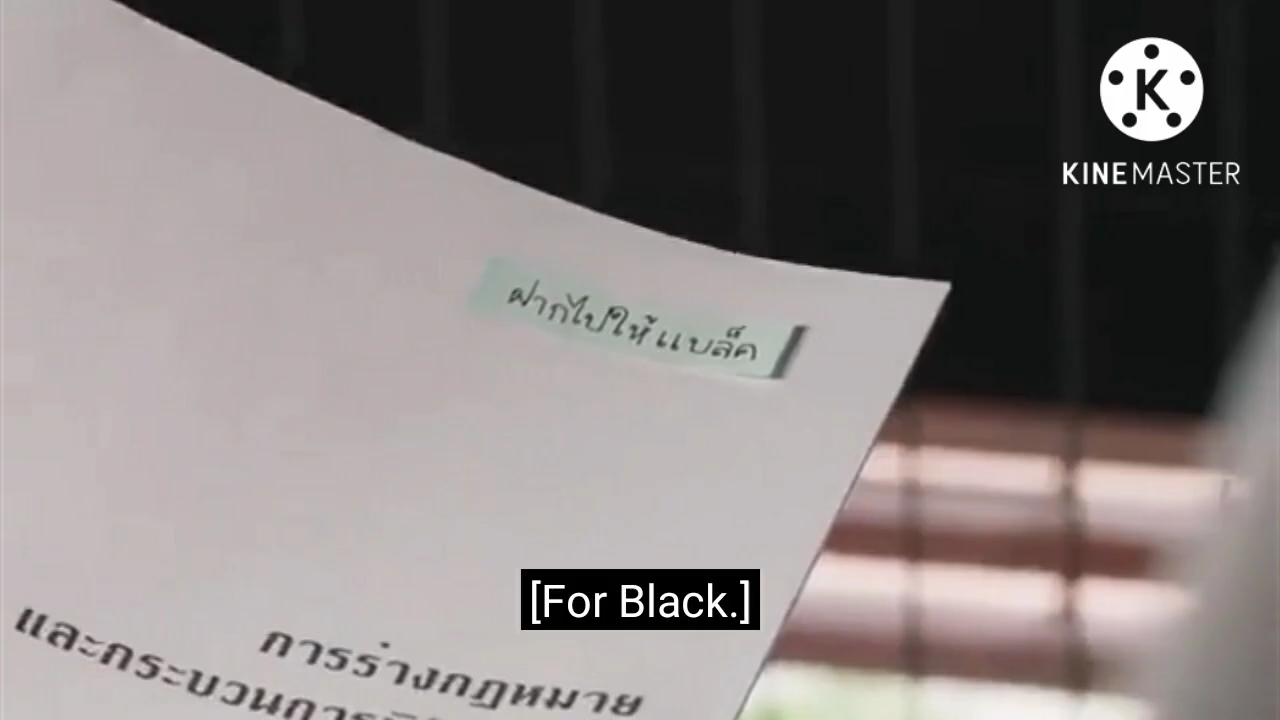 K
KINEMASTER
ฝากไปให้แบล็ค
[For Black.]
การร่างกฎหมาย
และกระบวนการ